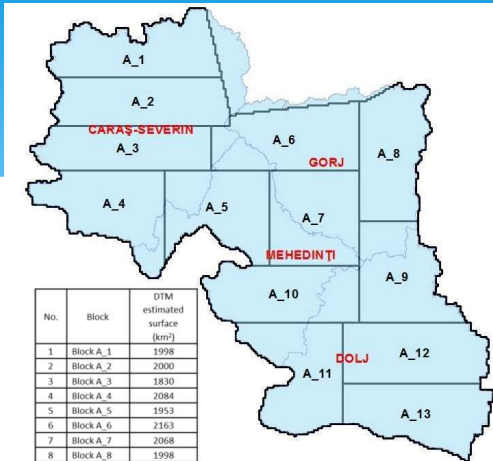 A_1
A_2
CARAŞ-SEVERIN
A_3
A_6
A_8
GORJ
A_4
A_5
A_7
MEHEDINŢI
A_9
A_10
DOLJ
A_11
A_12
A_13
No. Block DTM estimated surface (km²)
1 Block A_1 1998
2 Block A_2 2000
3 Block A_3 1830
4 Block A_4 2084
5 Block A_5 1953
6 Block A_6 2163
7 Block A_7 2068
8 Block A_8 1998